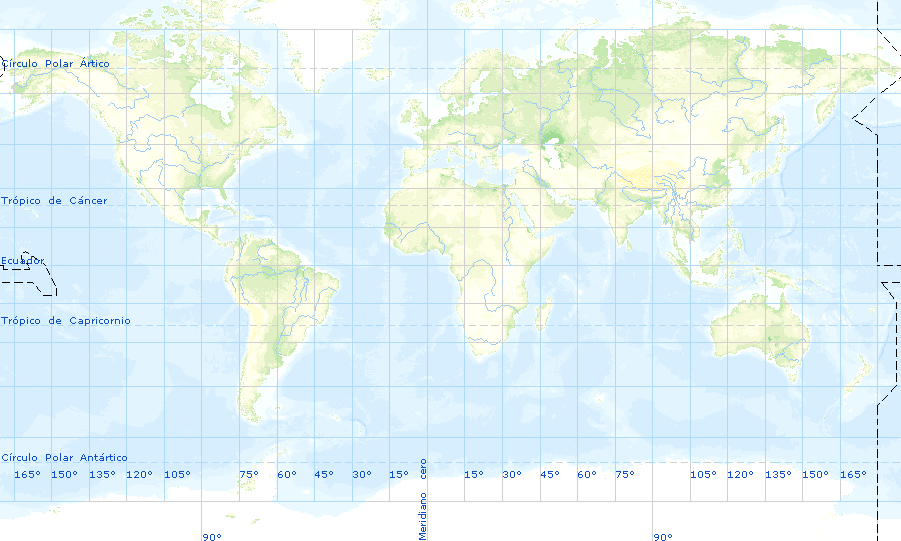 Círculo Polar Ártico
Trópico de Cáncer
Ecuador
Trópico de Capricornio
Círculo Polar Antártico
165° 150° 135° 120° 105° 75° 60° 45° 30° 15° 15° 30° 45° 60° 75° 105° 120° 135° 150° 165°
Meridiano cero
90° 90°